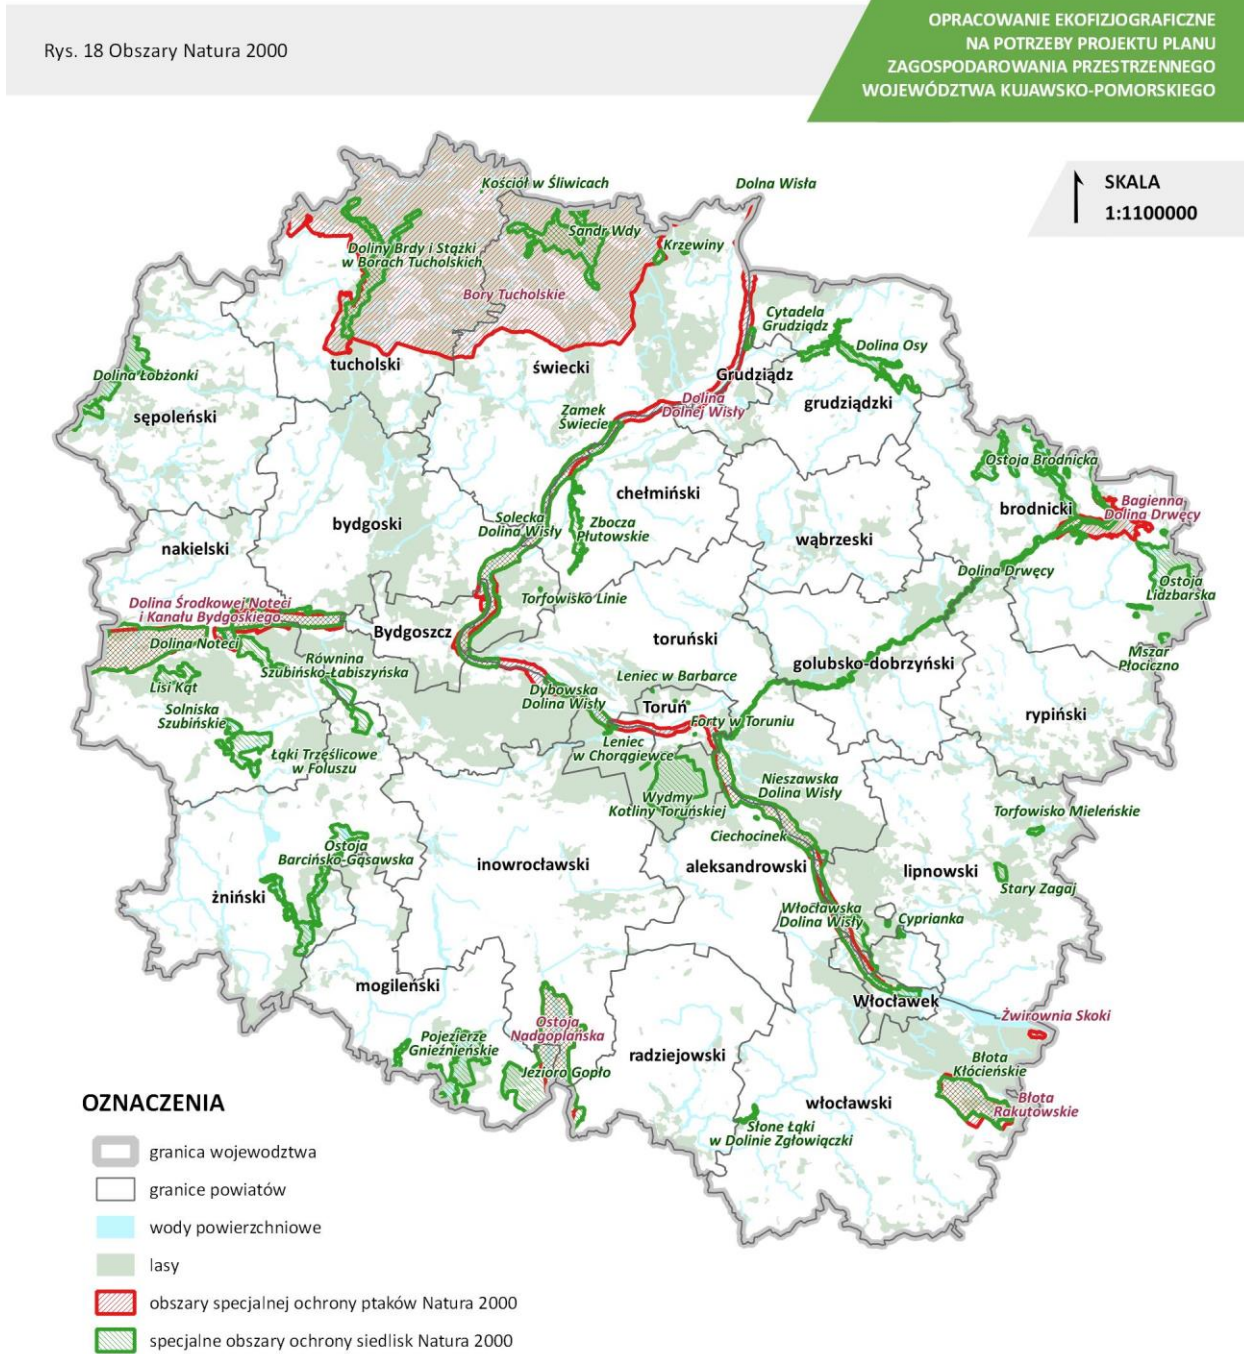 Rys. 18 Obszary Natura 2000
OPRACOWANIE EKOFIZJOGRAFICZNE
NA POTRZEBY PROJEKTU PLANU
ZAGOSPODAROWANIA PRZESTRZENNEGO
WOJEWÓDZTWA KUJAWSKO-POMORSKIEGO
SKALA
1:1100000
Kościół w Śliwicach
Dolna Wisła
Sandr Wdy
Krzewiny
Doliny Brdy i Stążki
w Borach Tucholskich
Bory Tucholskie
Cytadela
Grudziądz
Dolina Osy
tucholski
świecki
Grudziądz
Dolina Łobżonki
sępoleński
Dolina
Dolnej Wisły
grudziądzki
Zamek
Świecie
Ostoja Brodnicka
chełmiński
brodnicki
Bagienna
Dolina Drwęcy
bydgoski
Solecka
Dolina Wisły
Zbocza
Płutowskie
wąbrzeski
nakielski
Dolina Drwęcy
Ostoja
Lidzbarska
Dolina Środkowej Noteci
i Kanału Bydgoskiego
Torfowisko Linie
Bydgoszcz
toruński
Dolina Noteci
Równina
Szubińsko-Łabiszyńska
golubsko-dobrzyński
Mszar
Płociczno
Lisi Kąt
Leniec w Barbarce
Dybowska
Dolina Wisły
Toruń
Solniska
Szubińskie
Forty w Toruniu
rypiński
Łąki Trzęślicowe
w Foluszu
Leniec
w Chorągiewce
Nieszawska
Dolina Wisły
Wydmy
Kotliny Toruńskiej
Torfowisko Mieleńskie
Ciechocinek
Ostoja
Barcińsko-Gąsawska
inowrocławski
aleksandrowski
lipnowski
żniński
Stary Zagaj
Włocławska
Dolina Wisły
Cyprianka
mogileński
Włocławek
Żwirownia Skoki
Ostoja
Nadgoplańska
Pojezierze
Gnieźnieńskie
radziejowski
Jezioro Gopło
Błota
Kłócieńskie
włocławski
Błota
Rakutowskie
Słone Łąki
w Dolinie Zgłowiączki
OZNACZENIA
granica wojewodztwa
granice powiatów
wody powierzchniowe
lasy
obszary specjalnej ochrony ptaków Natura 2000
specjalne obszary ochrony siedlisk Natura 2000